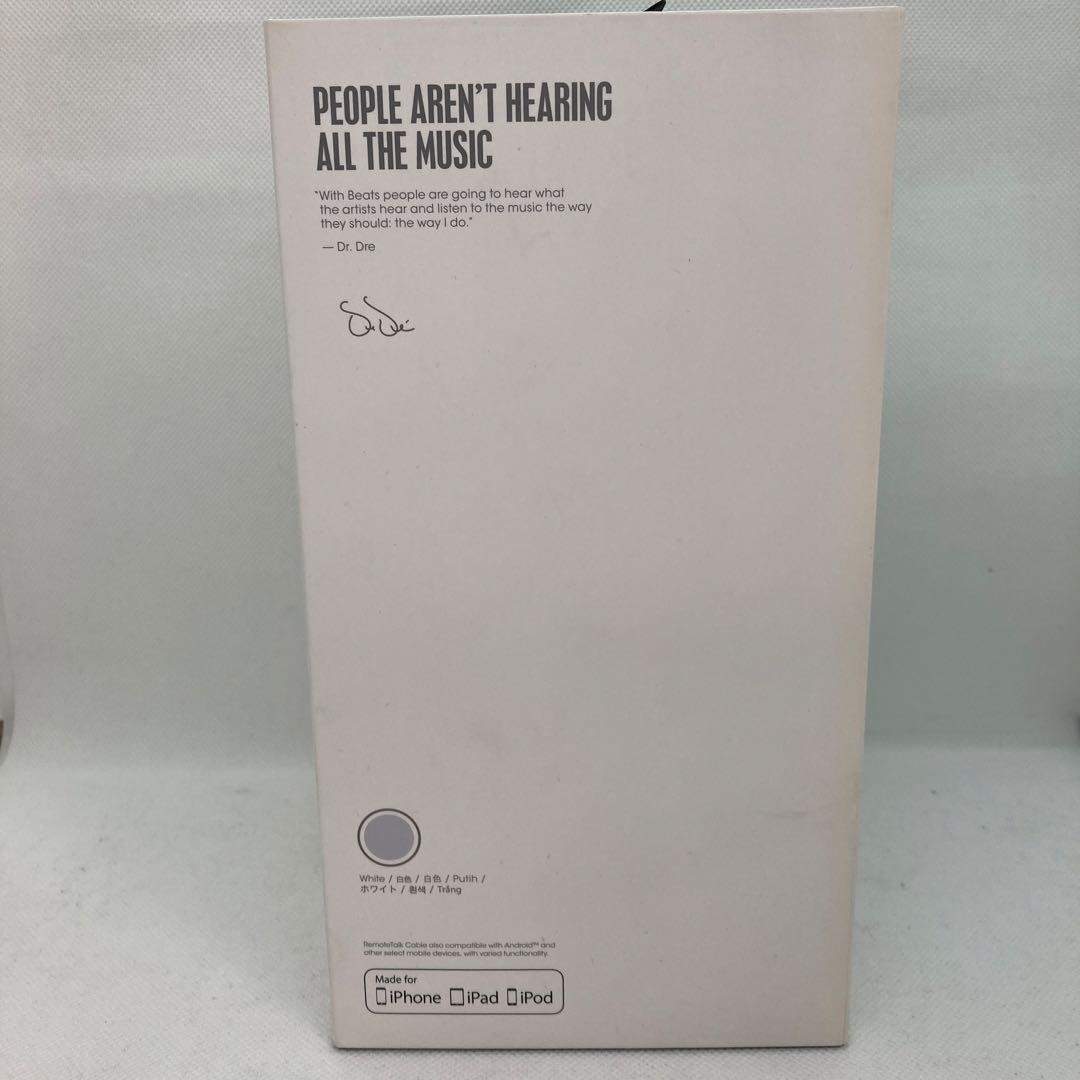 PEOPLE AREN'T HEARING
ALL THE MUSIC
"With Beats people are going to hear what
the artists hear and listen to the music the way
they should: the way I do."
— Dr. Dre
White / 白色 / 白色 / Putih /
ホワイト / 흰색 / Trắng
RemoteTalk Cable also compatible with Android™ and
other select mobile devices, with varied functionality.
Made for
iPhone iPad iPod